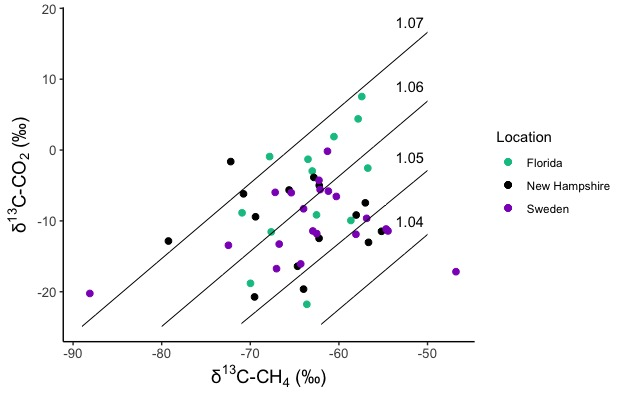 20
10
0
-10
-20
δ¹³C-CO₂ (‰)
1.07
1.06
1.05
1.04
-90 -80 -70 -60 -50
δ¹³C-CH₄ (‰)
Location
Florida
New Hampshire
Sweden